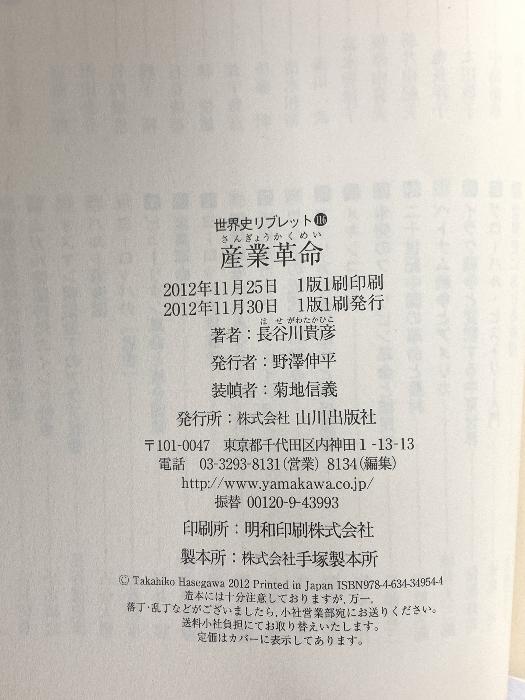 世界史リブレット116
さんぎょうかくめい
産業革命
2012年11月25日 1版1刷印刷
2012年11月30日 1版1刷発行
はせがわたかひこ
著者：長谷川貴彦
発行者：野澤伸平
装幀者：菊地信義
発行所：株式会社 山川出版社
〒101-0047 東京都千代田区内神田1-13-13
電話 03-3293-8131(営業) 8134(編集)
http://www.yamakawa.co.jp/
振替 00120-9-43993
印刷所：明和印刷株式会社
製本所：株式会社手塚製本所
© Takahiko Hasegawa 2012 Printed in Japan ISBN978-4-634-34954-4
造本には十分注意しておりますが、万一、
落丁・乱丁などがございましたら、小社営業部宛にお送りください。
送料小社負担にてお取り替えいたします。
定価はカバーに表示してあります。